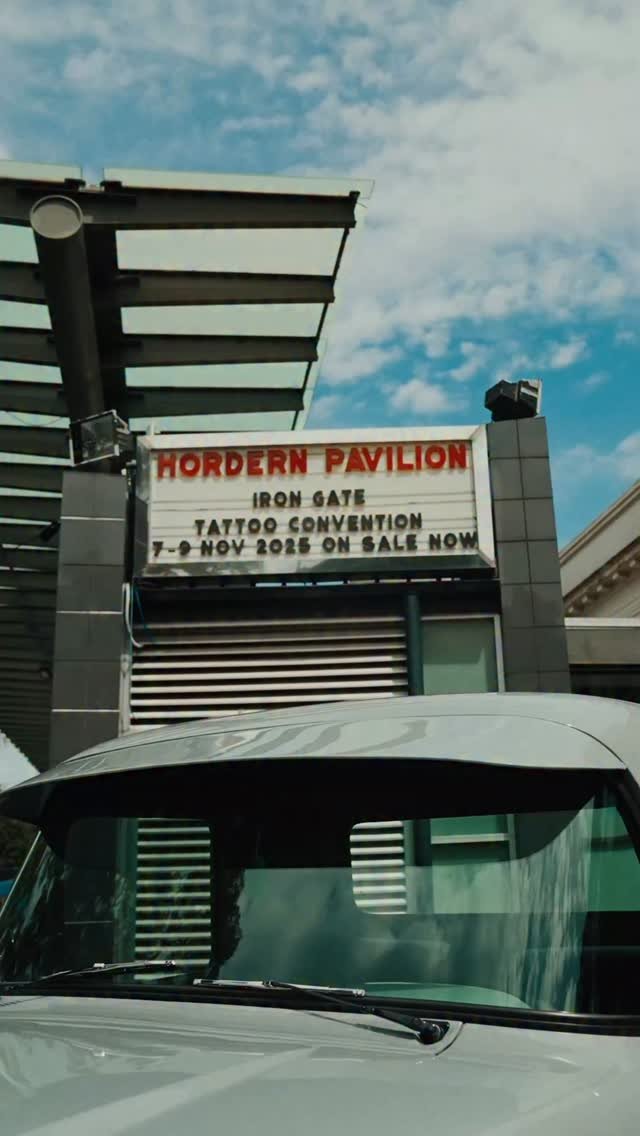 HORDERN PAVILION
IRON GATE
TATTOO CONVENTION
7-9 NOV 2025 ON SALE NOW